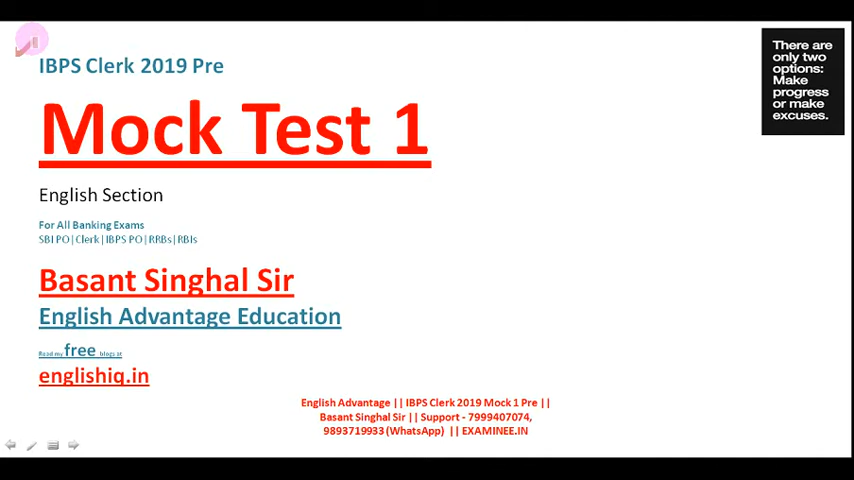 IBPS Clerk 2019 Pre
Mock Test 1
English Section
For All Banking Exams
SBI PO|Clerk|IBPS PO|RRBs|RBIs
Basant Singhal Sir
English Advantage Education
Read my free blogs at
englishiq.in
There are
only two
options:
Make
progress
or make
excuses.
English Advantage || IBPS Clerk 2019 Mock 1 Pre ||
Basant Singhal Sir || Support - 7999407074,
9893719933(WhatsApp) || EXAMINEE.IN